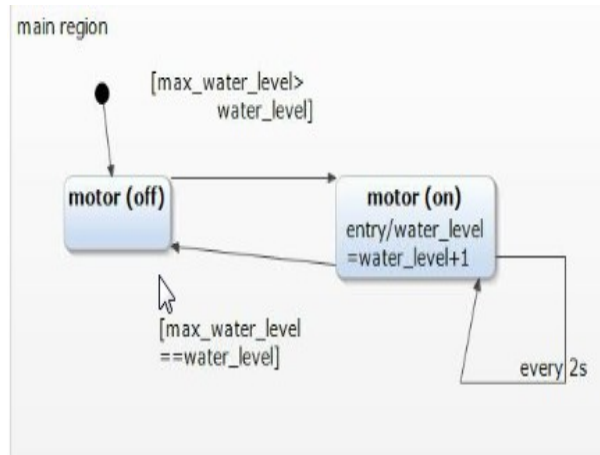 main region
[max_water_level>
water_level]
motor (off)
motor (on)
entry/water_level
=water_level+1
[max_water_level
==water_level]
every 2s